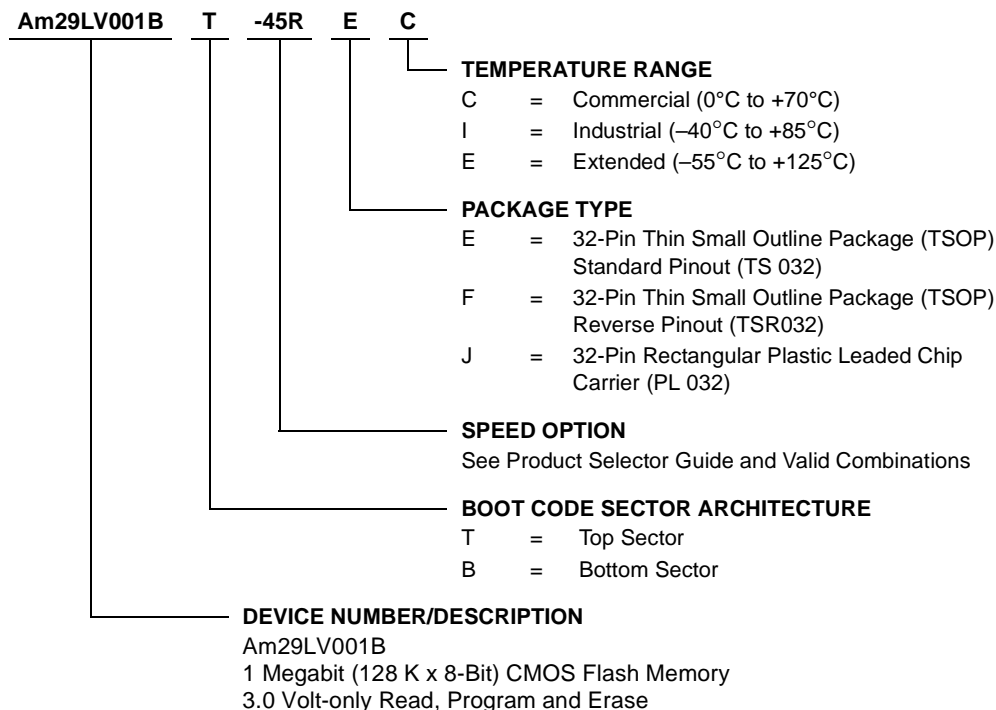 Am29LV001B T -45R E C
TEMPERATURE RANGE
C = Commercial (0°C to +70°C)
I = Industrial (–40°C to +85°C)
E = Extended (–55°C to +125°C)
PACKAGE TYPE
E = 32-Pin Thin Small Outline Package (TSOP)
Standard Pinout (TS 032)
F = 32-Pin Thin Small Outline Package (TSOP)
Reverse Pinout (TSR032)
J = 32-Pin Rectangular Plastic Leaded Chip
Carrier (PL 032)
SPEED OPTION
See Product Selector Guide and Valid Combinations
BOOT CODE SECTOR ARCHITECTURE
T = Top Sector
B = Bottom Sector
DEVICE NUMBER/DESCRIPTION
Am29LV001B
1 Megabit (128 K x 8-Bit) CMOS Flash Memory
3.0 Volt-only Read, Program and Erase